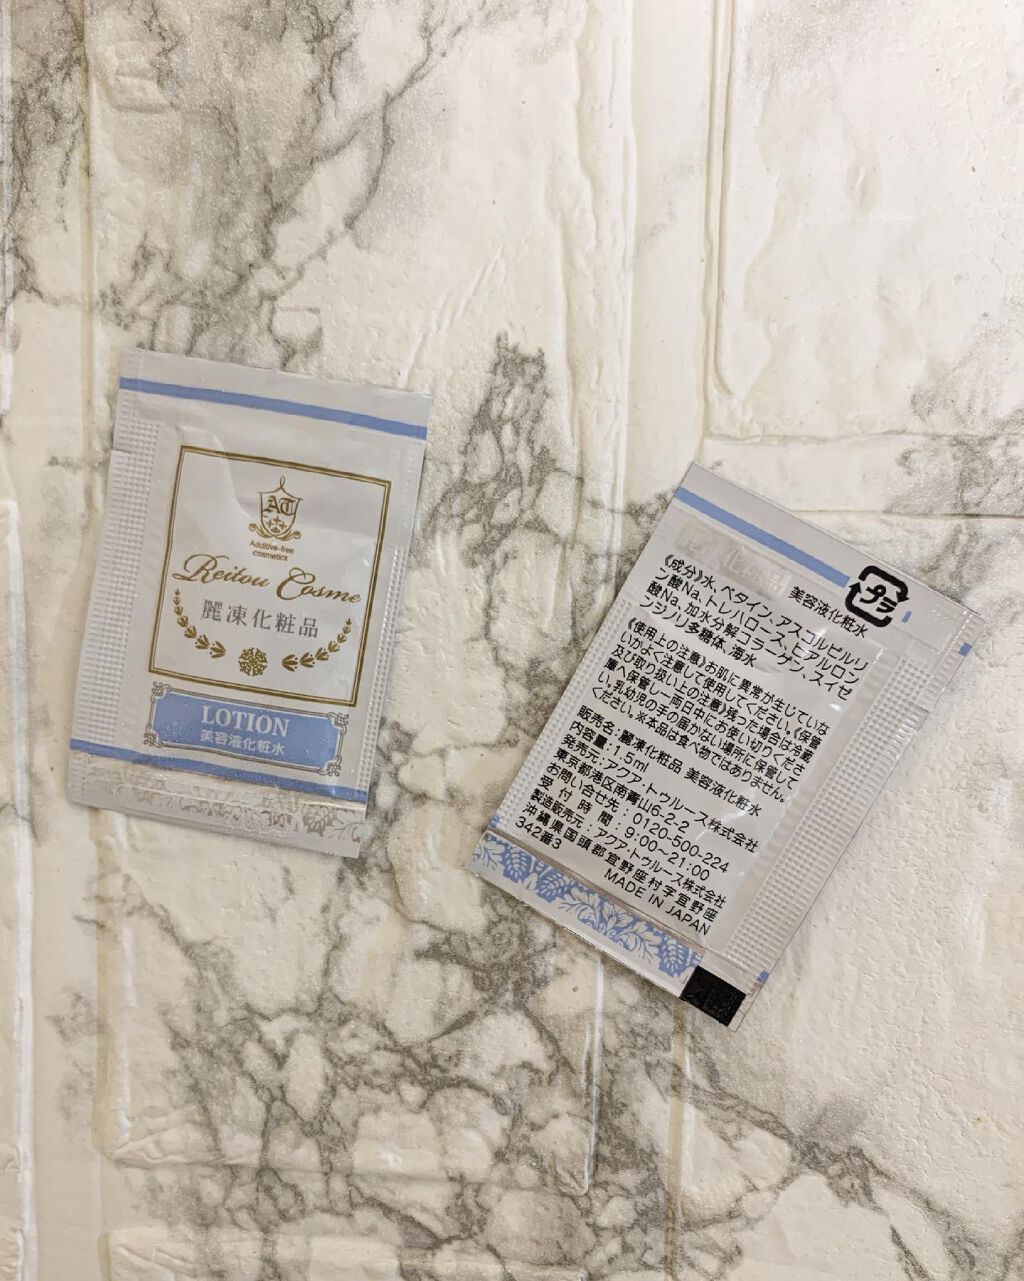 AT
Additive-free
cosmetics
Reitou Cosme
麗凍化粧品
LOTION
美容液化粧水
プラ
美容液化粧水
《成分》水、ベタイン、アスコルビルリ
ン酸Na、トレハロース、ヒアルロン
酸Na、加水分解コラーゲン、スイゼ
ンジノリ多糖体、海水
《使用上の注意》お肌に異常が生じていな
いかよく注意して使用してください。《保管
及び取り扱い上の注意》残った場合は冷蔵
庫へ保管し一両日中にお使い切りくださ
い。乳幼児の手の届かない場所に保管して
ください。※本品は食べ物ではありません。
販売名:麗凍化粧品 美容液化粧水
内容量:1.5ml
発売元:アクア・トゥルース株式会社
東京都港区南青山6-2-2
お問い合せ先:0120-500-224
受付時間:9:00~21:00
製造販売元:アクア・トゥルース株式会社
沖縄県国頭郡宜野座村字宜野座
342番3
MADE IN JAPAN